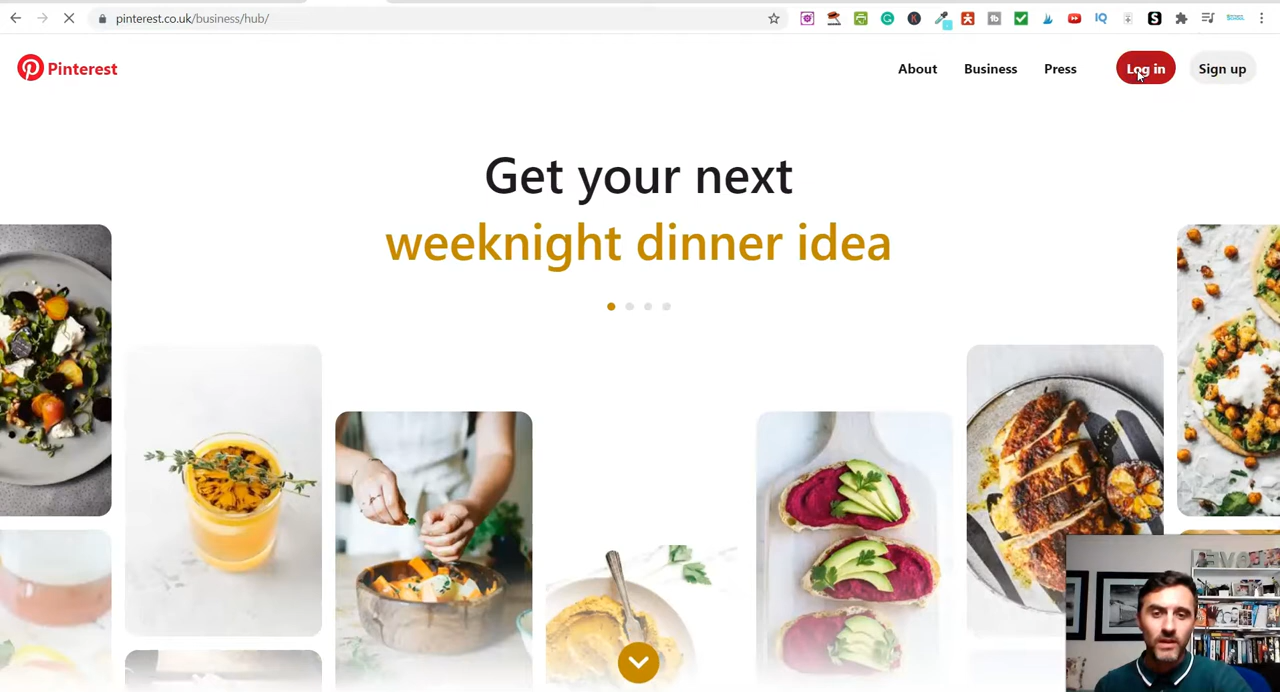 pinterest.co.uk/business/hub/
Pinterest
About
Business
Press
Log in
Sign up
Get your next
weeknight dinner idea